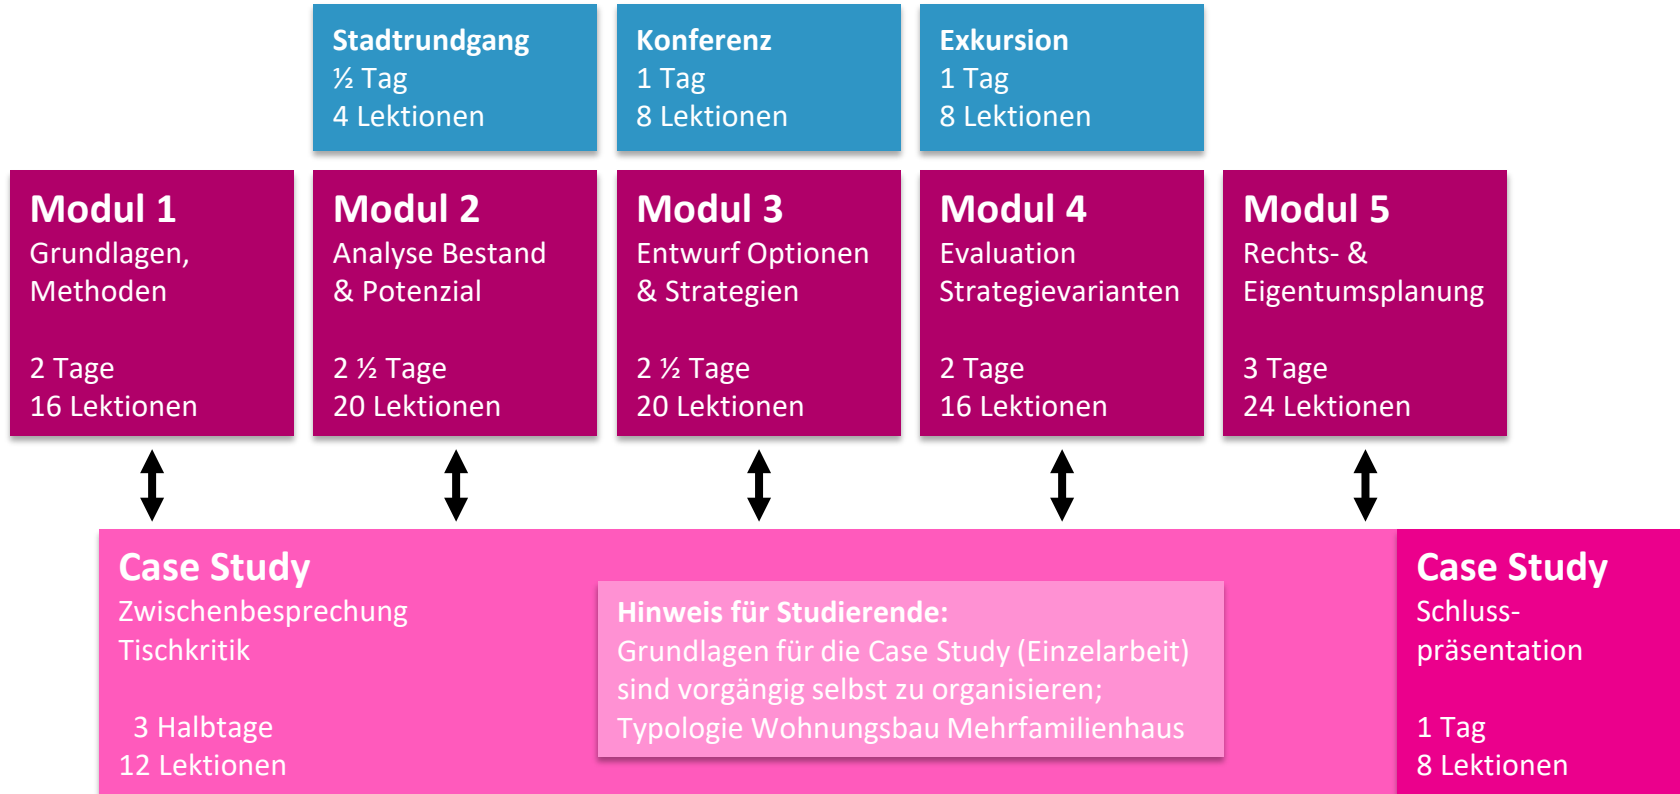 Stadtrundgang
½ Tag
4 Lektionen
Konferenz
1 Tag
8 Lektionen
Exkursion
1 Tag
8 Lektionen
Modul 1
Grundlagen,
Methoden
2 Tage
16 Lektionen
Modul 2
Analyse Bestand
& Potenzial
2 ½ Tage
20 Lektionen
Modul 3
Entwurf Optionen
& Strategien
2 ½ Tage
20 Lektionen
Modul 4
Evaluation
Strategievarianten
2 Tage
16 Lektionen
Modul 5
Rechts- &
Eigentumsplanung
3 Tage
24 Lektionen
Case Study
Zwischenbesprechung
Tischkritik
3 Halbtage
12 Lektionen
Hinweis für Studierende:
Grundlagen für die Case Study (Einzelarbeit)
sind vorgängig selbst zu organisieren;
Typologie Wohnungsbau Mehrfamilienhaus
Case Study
Schluss-
präsentation
1 Tag
8 Lektionen